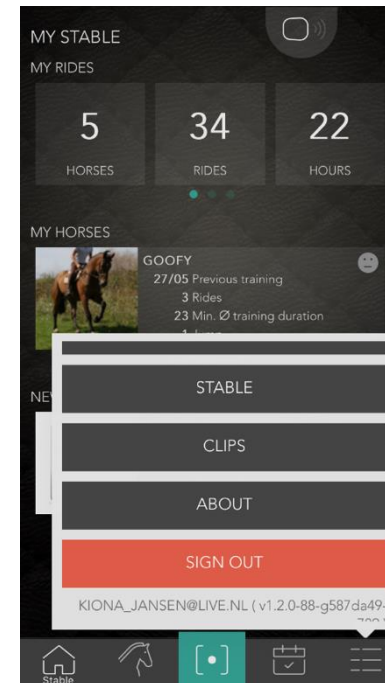 MY STABLE
MY RIDES
5
34
22
HORSES
RIDES
HOURS
MY HORSES
GOOFY
27/05 Previous training
3 Rides
23 Min. Ø training duration
STABLE
CLIPS
ABOUT
SIGN OUT
KIONA_JANSEN@LIVE.NL ( v1.2.0-88-g587da49-
Stable